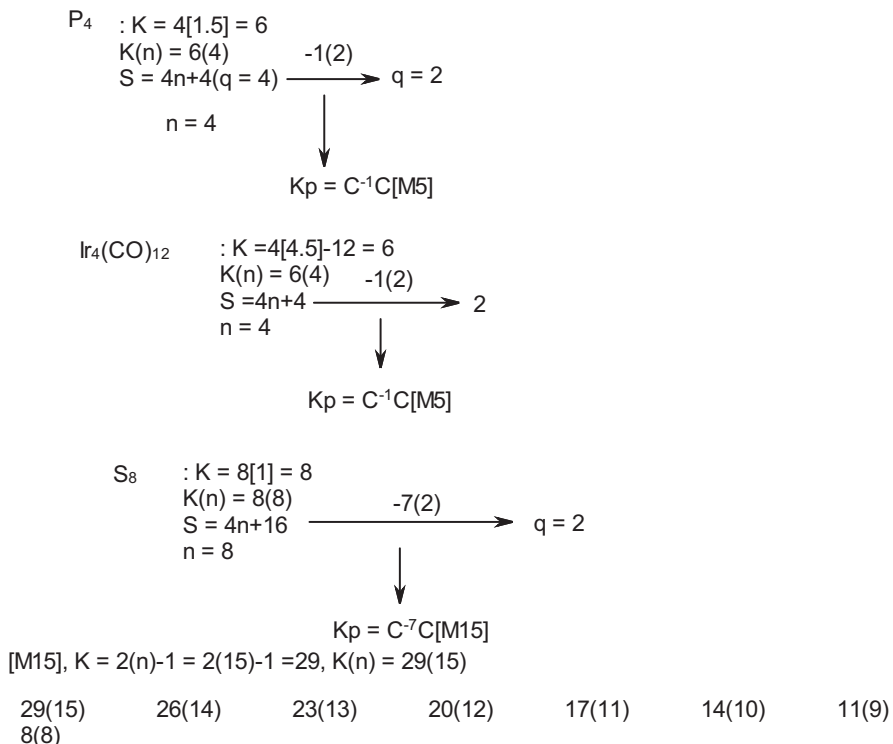 P₄ : K = 4[1.5] = 6
K(n) = 6(4)
-1(2)
S = 4n+4(q = 4) q = 2
n = 4
Kp = C⁻¹C[M5]
Ir₄(CO)₁₂ : K =4[4.5]-12 = 6
K(n) = 6(4)
-1(2)
S =4n+4 2
n = 4
Kp = C⁻¹C[M5]
S₈ : K = 8[1] = 8
K(n) = 8(8)
-7(2)
S = 4n+16 q = 2
n = 8
Kp = C⁻⁷C[M15]
[M15], K = 2(n)-1 = 2(15)-1 =29, K(n) = 29(15)
29(15) 26(14) 23(13) 20(12) 17(11) 14(10) 11(9)
8(8)